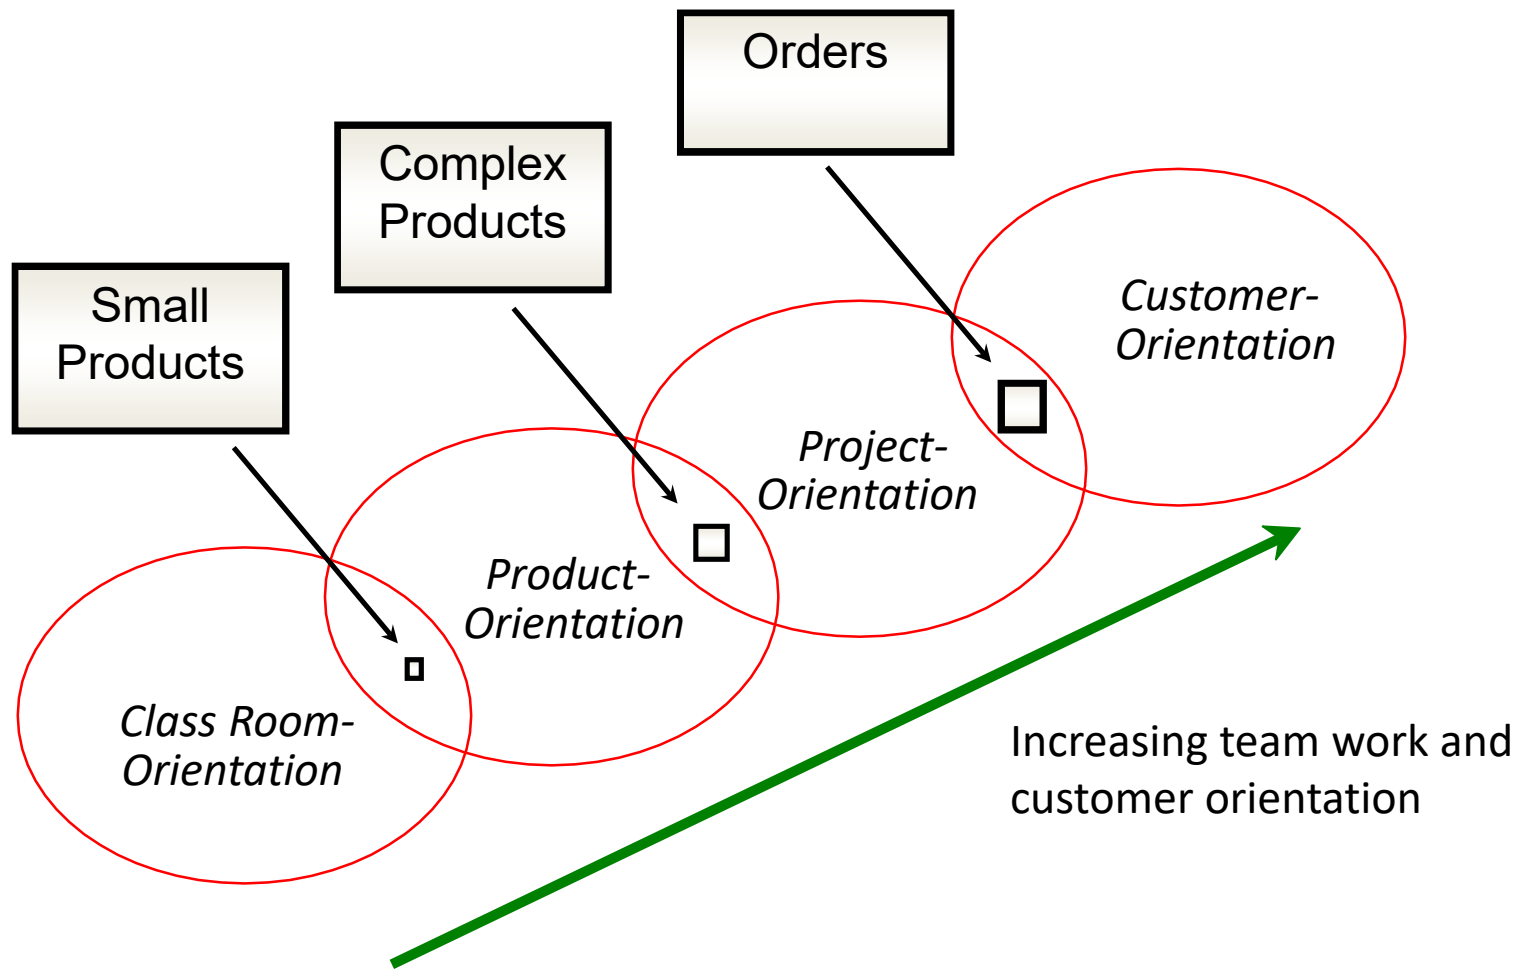 Orders
Complex
Products
Small
Products
Customer-
Orientation
Project-
Orientation
Product-
Orientation
Class Room-
Orientation
Increasing team work and
customer orientation